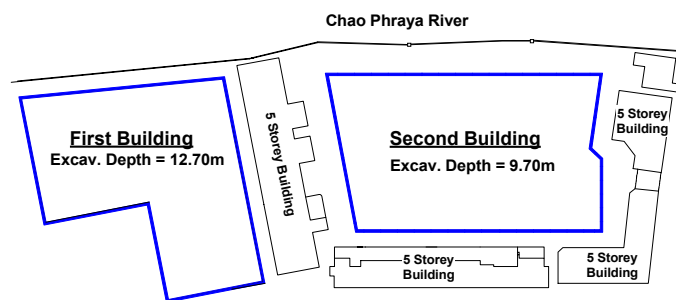 Chao Phraya River
First Building
Excav. Depth = 12.70m
5 Storey Building
Second Building
Excav. Depth = 9.70m
5 Storey
Building
5 Storey
Building
5 Storey
Building